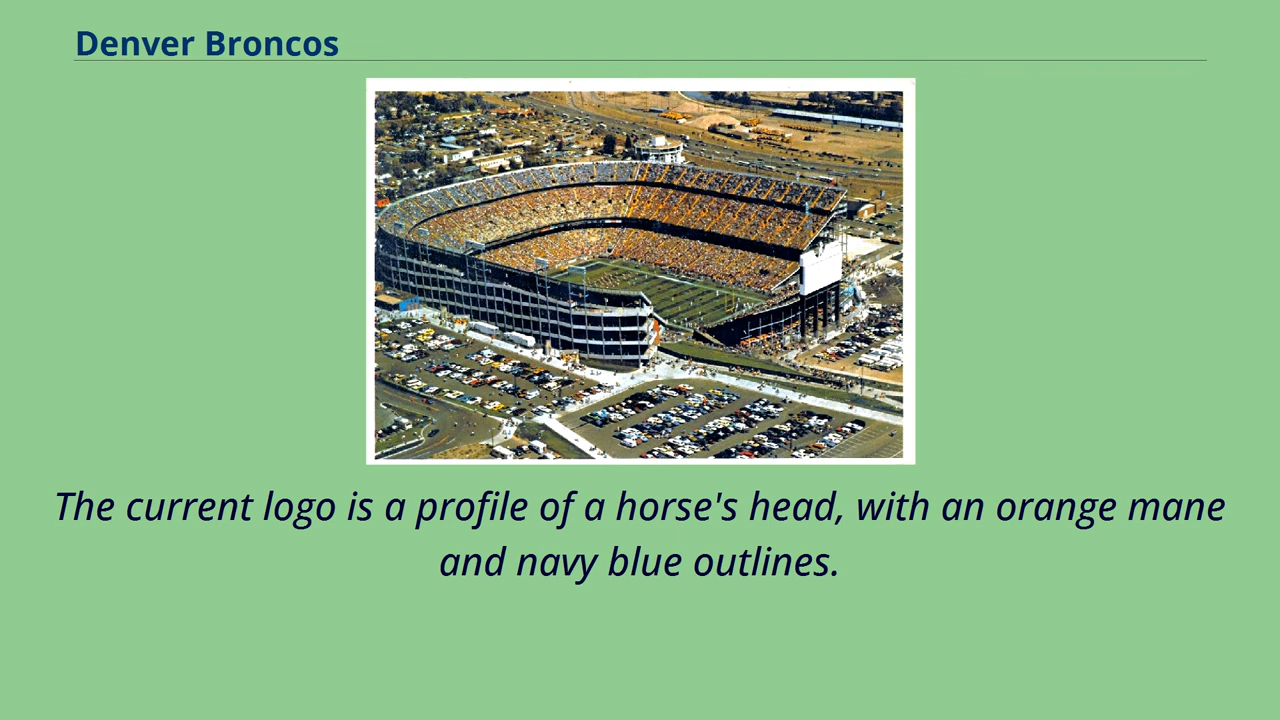 Denver Broncos
The current logo is a profile of a horse's head, with an orange mane
and navy blue outlines.